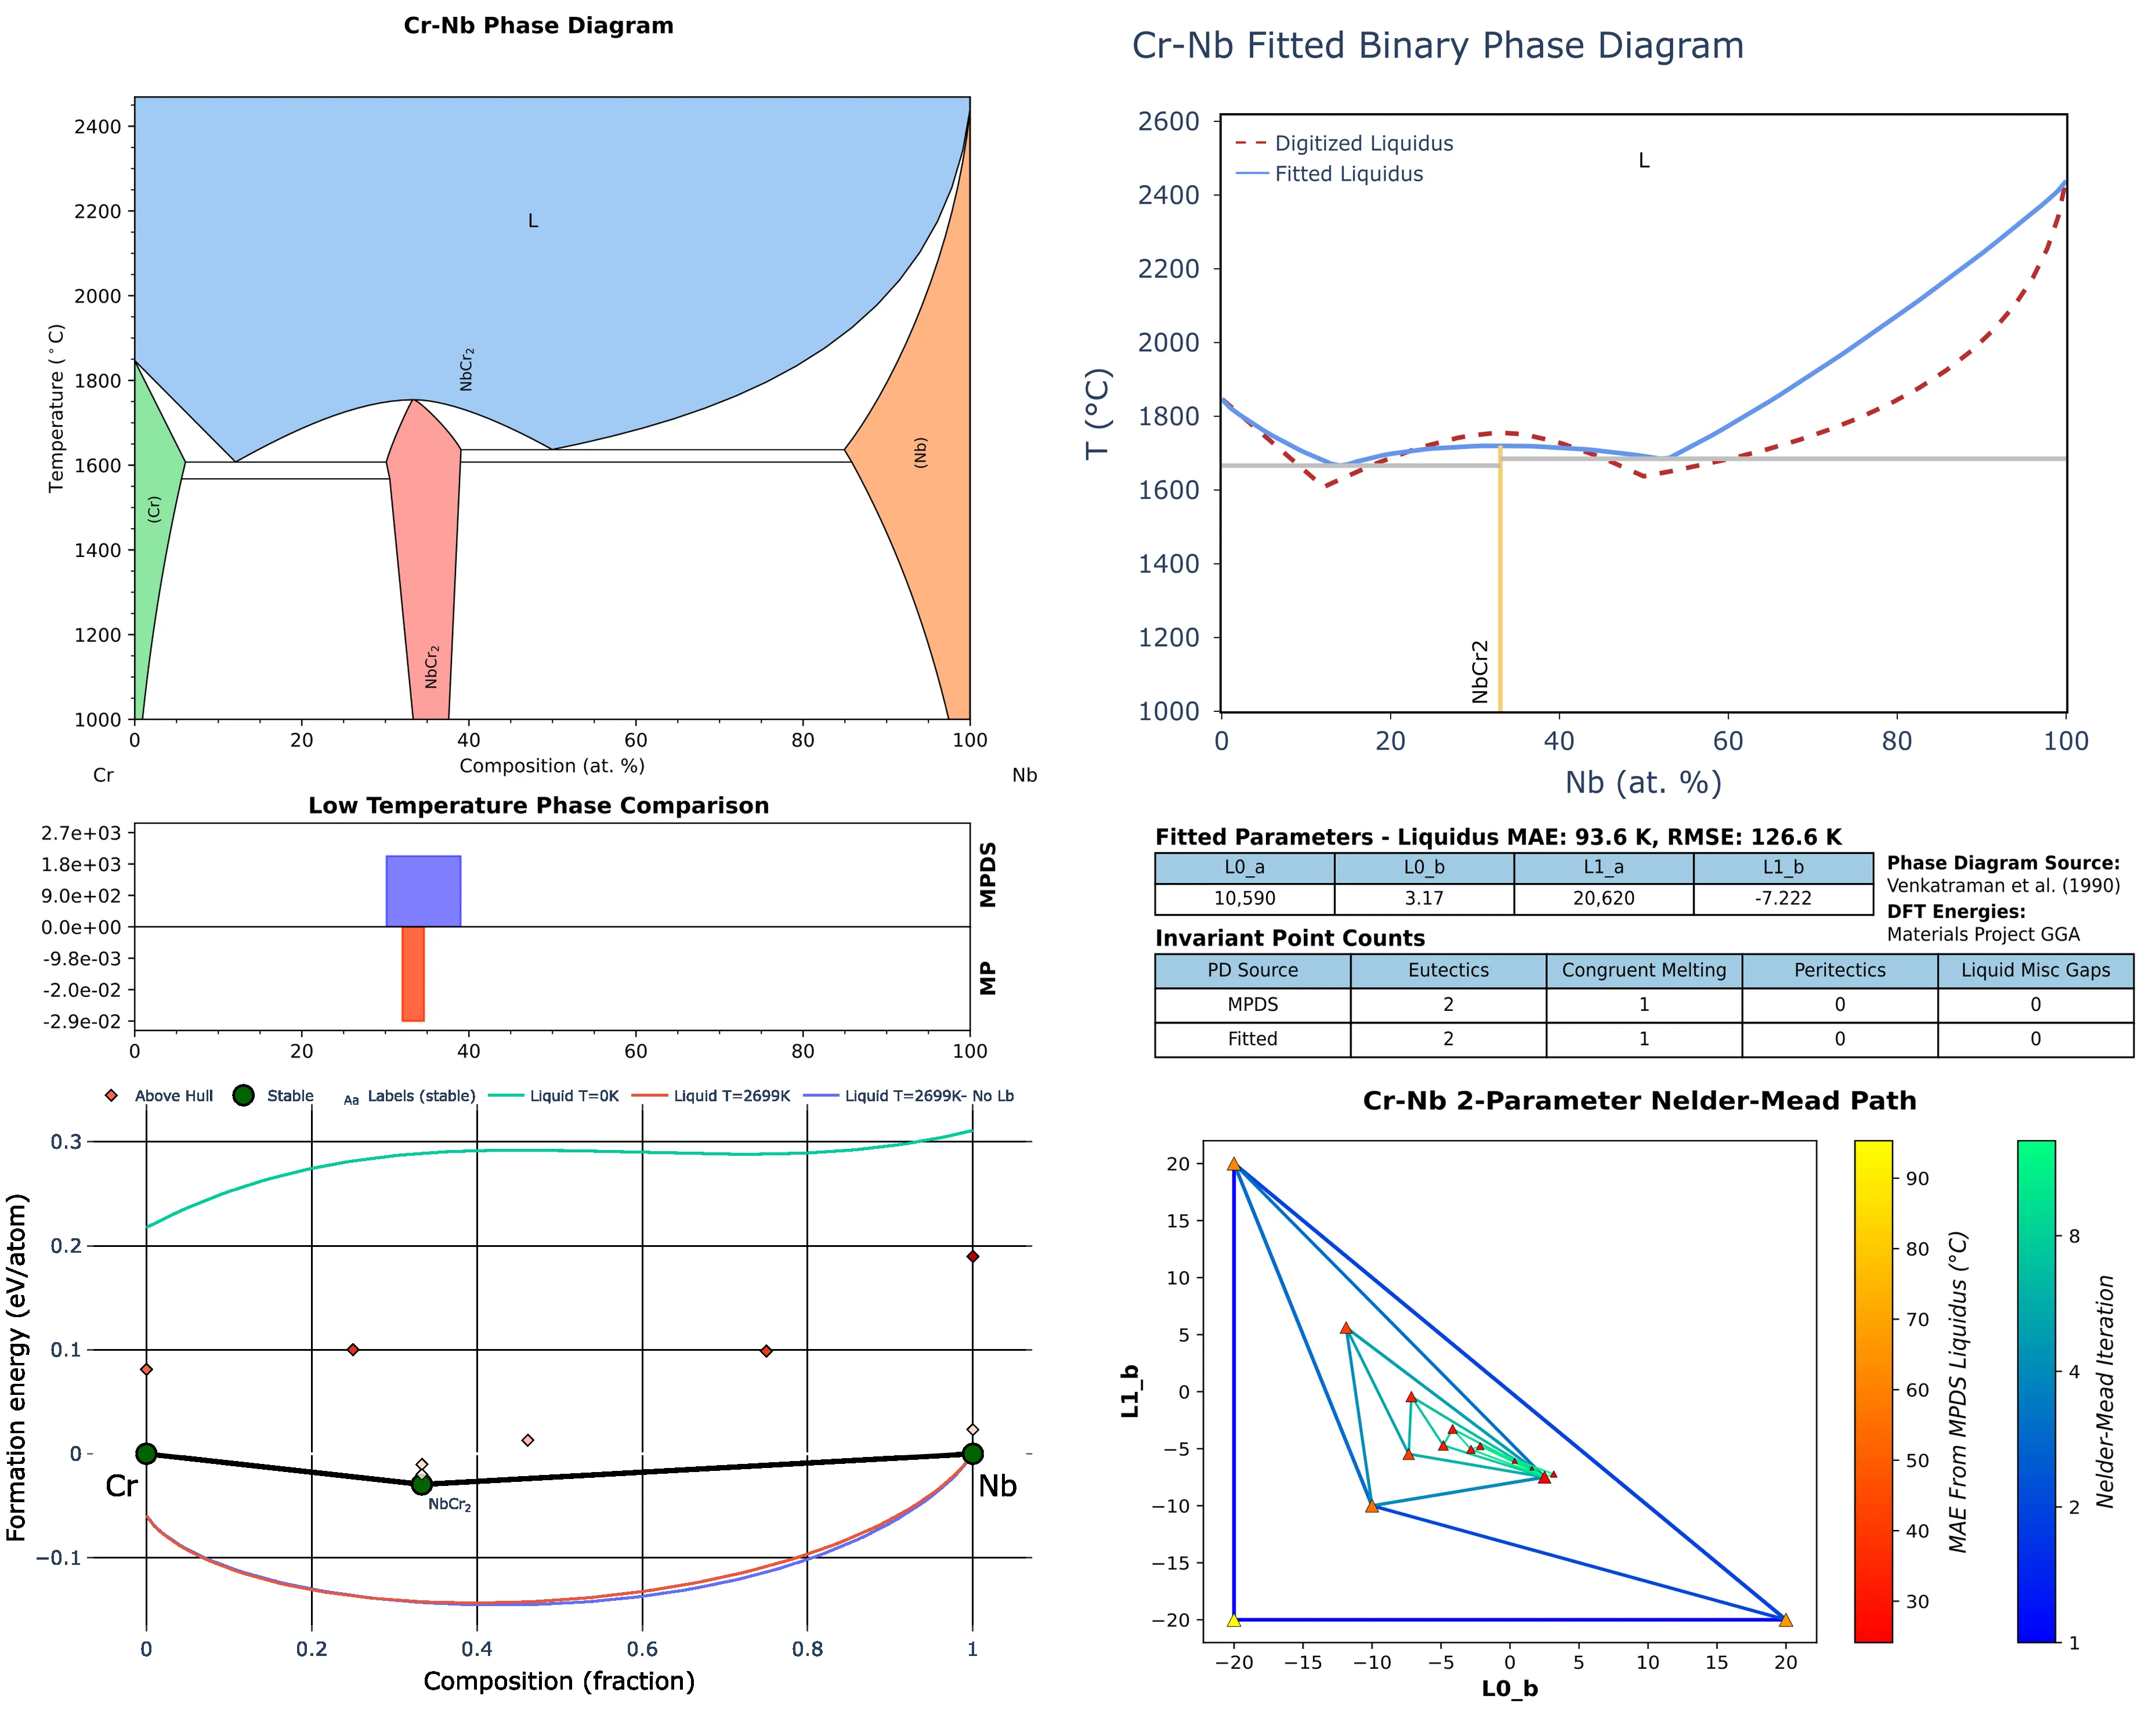 Cr-Nb Phase Diagram
2400
2200
2000
1800
1600
1400
1200
1000
Temperature (°C)
L
NbCr2
(Cr)
NbCr2
(Nb)
0 20 40 60 80 100
Composition (at. %)
Cr Nb
Cr-Nb Fitted Binary Phase Diagram
Digitized Liquidus
Fitted Liquidus
L
2600
2400
2200
2000
1800
1600
1400
1200
1000
T (°C)
NbCr2
0 20 40 60 80 100
Nb (at. %)
Low Temperature Phase Comparison
2.7e+03
1.8e+03
9.0e+02
0.0e+00
-9.8e-03
-2.0e-02
-2.9e-02
MPDS
MP
0 20 40 60 80 100
Fitted Parameters - Liquidus MAE: 93.6 K, RMSE: 126.6 K
L0_a L0_b L1_a L1_b
10,590 3.17 20,620 -7.222
Phase Diagram Source:
Venkatraman et al. (1990)
DFT Energies:
Materials Project GGA
Invariant Point Counts
PD Source Eutectics Congruent Melting Peritectics Liquid Misc Gaps
MPDS 2 1 0 0
Fitted 2 1 0 0
Above Hull Stable Aa Labels (stable) Liquid T=0K Liquid T=2699K Liquid T=2699K- No Lb
0.3
0.2
0.1
0
−0.1
Formation energy (eV/atom)
Cr
NbCr2
Nb
0 0.2 0.4 0.6 0.8 1
Composition (fraction)
Cr-Nb 2-Parameter Nelder-Mead Path
20
15
10
5
0
−5
−10
−15
−20
L1_b
−20 −15 −10 −5 0 5 10 15 20
L0_b
90
80
70
60
50
40
30
MAE From MPDS Liquidus (°C)
8
4
2
1
Nelder-Mead Iteration